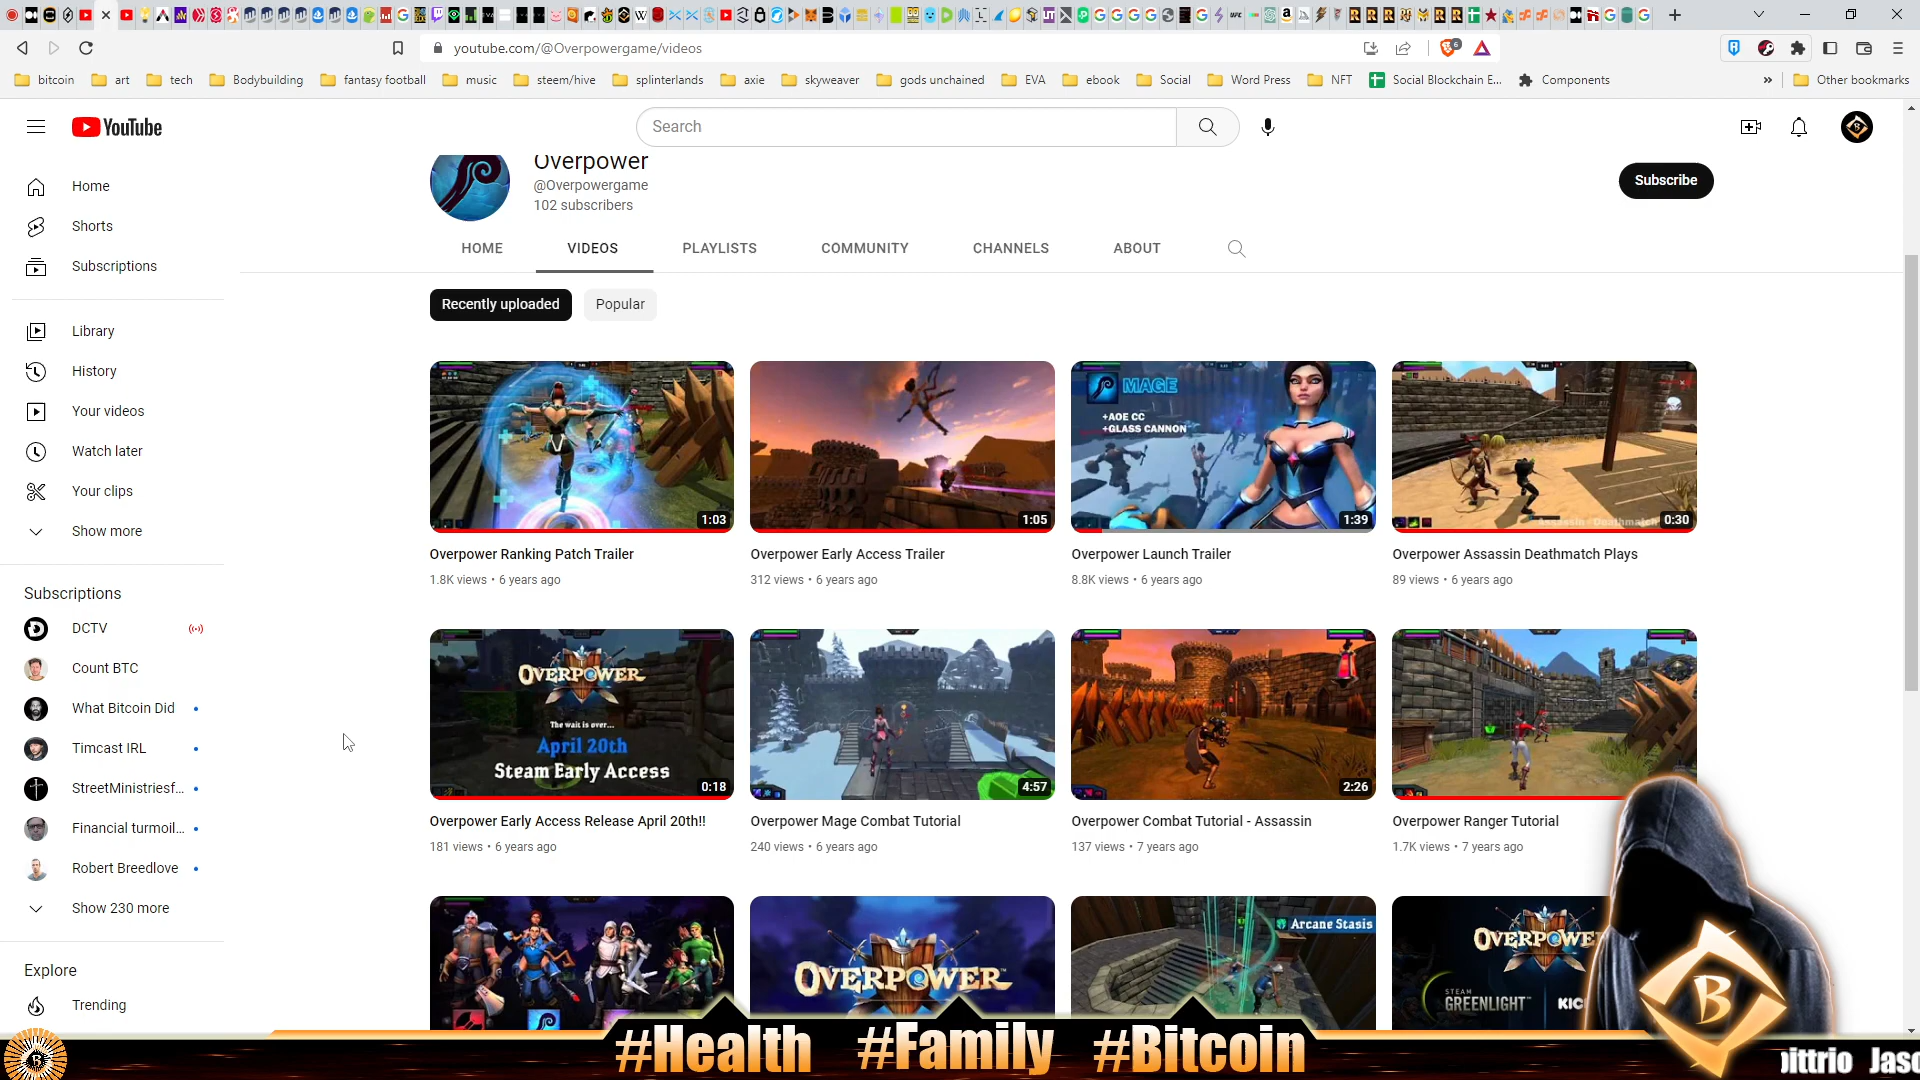 youtube.com/@Overpowergame/videos
6
bitcoin
art
tech
Bodybuilding
fantasy football
music
steem/hive
splinterlands
axie
skyweaver
gods unchained
EVA
ebook
Social
Word Press
NFT
Social Blockchain E...
Components
»
Other bookmarks
YouTube
Search
Overpower
@Overpowergame
102 subscribers
Subscribe
HOME
VIDEOS
PLAYLISTS
COMMUNITY
CHANNELS
ABOUT
Recently uploaded
Popular
Home
Shorts
Subscriptions
Library
History
Your videos
Watch later
Your clips
Show more
Subscriptions
DCTV
Count BTC
What Bitcoin Did
Timcast IRL
StreetMinistriesf...
Financial turmoil...
Robert Breedlove
Show 230 more
Explore
Trending
1:03
Overpower Ranking Patch Trailer
1.8K views • 6 years ago
1:05
Overpower Early Access Trailer
312 views • 6 years ago
MAGE
+AOE CC
+GLASS CANNON
1:39
Overpower Launch Trailer
8.8K views • 6 years ago
Assassin Deathmatch
0:30
Overpower Assassin Deathmatch Plays
89 views • 6 years ago
OVERPOWER
The wait is over...
April 20th
Steam Early Access
0:18
Overpower Early Access Release April 20th!!
181 views • 6 years ago
4:57
Overpower Mage Combat Tutorial
240 views • 6 years ago
2:26
Overpower Combat Tutorial - Assassin
137 views • 7 years ago
Overpower Ranger Tutorial
1.7K views • 7 years ago
OVERPOWER
Arcane Stasis
OVERPOWE
STEAM
GREENLIGHT
KIC
B
#Health #Family #Bitcoin
bittrio Jasc